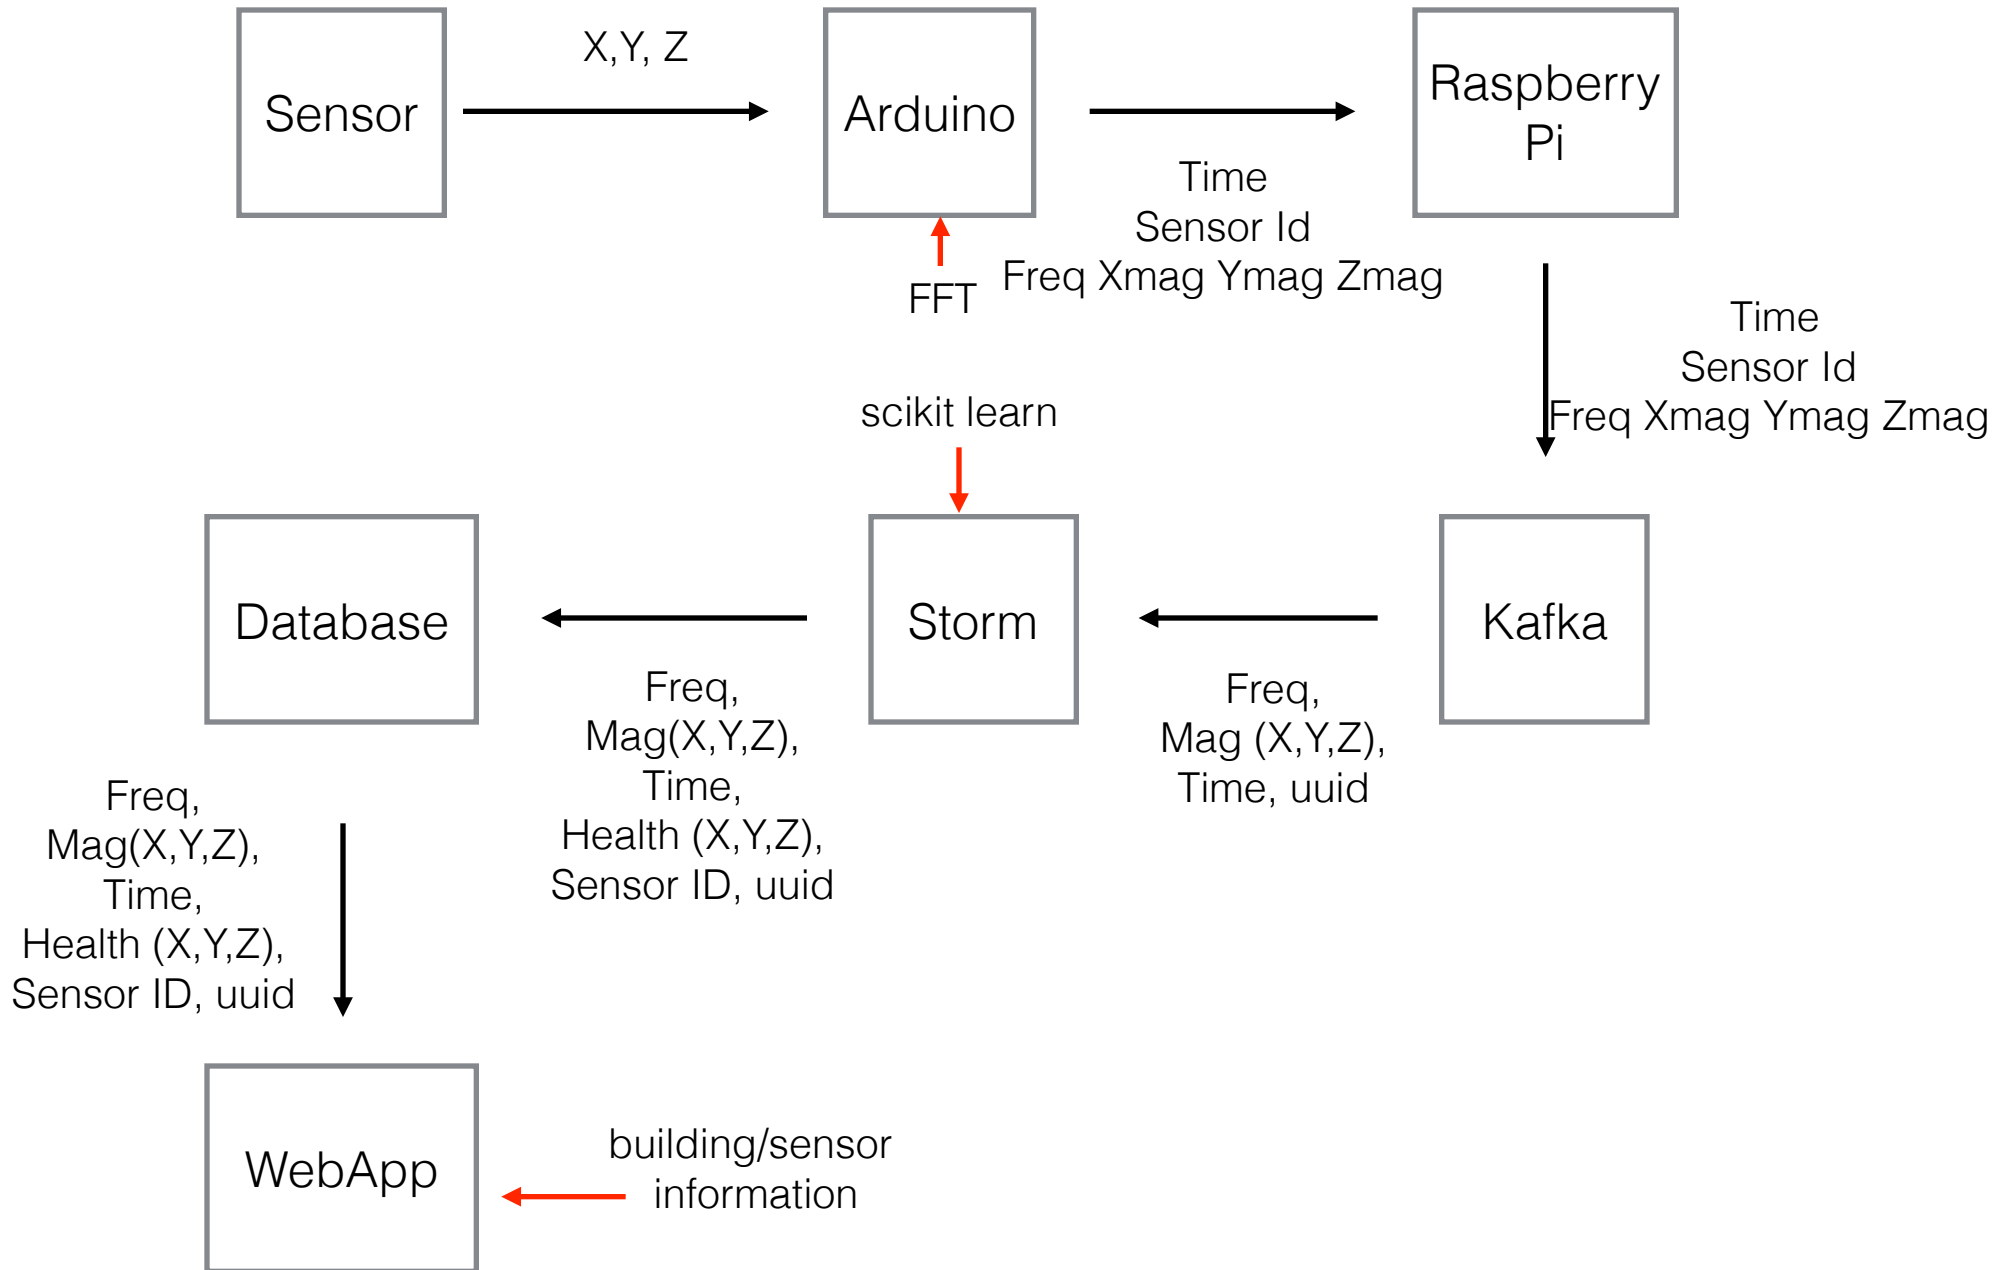 Sensor
X,Y, Z
Arduino
Raspberry
Pi
FFT
Time
Sensor Id
Freq Xmag Ymag Zmag
Time
Sensor Id
Freq Xmag Ymag Zmag
scikit learn
Database
Storm
Kafka
Freq,
Mag (X,Y,Z),
Time, uuid
Freq,
Mag(X,Y,Z),
Time,
Health (X,Y,Z),
Sensor ID, uuid
Freq,
Mag(X,Y,Z),
Time,
Health (X,Y,Z),
Sensor ID, uuid
WebApp
building/sensor
information